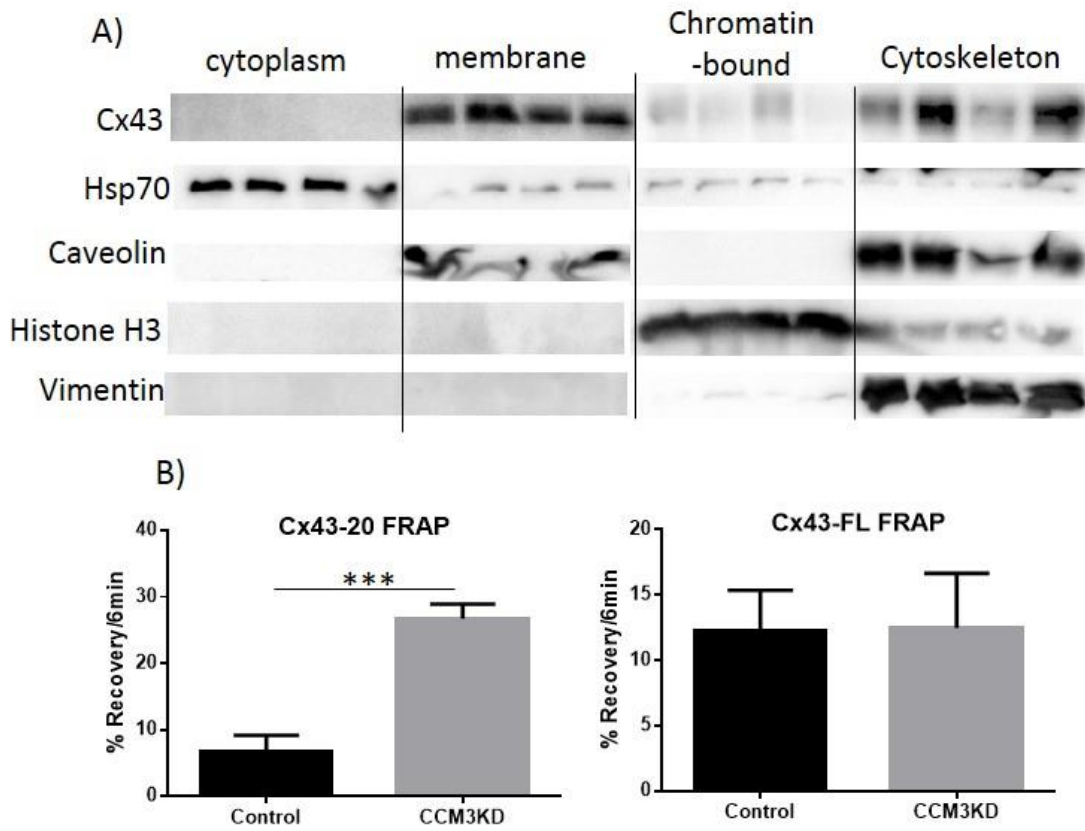 A)
cytoplasm
membrane
Chromatin
-bound
Cytoskeleton
Cx43
Hsp70
Caveolin
Histone H3
Vimentin
B)
Cx43-20 FRAP
% Recovery/6min
40
30
20
10
0
***
Control
CCM3KD
Cx43-FL FRAP
% Recovery/6min
20
15
10
5
0
Control
CCM3KD